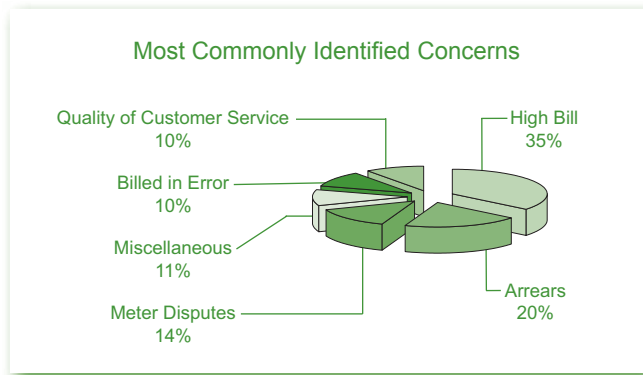 Most Commonly Identified Concerns
Quality of Customer Service
10%
High Bill
35%
Billed in Error
10%
Miscellaneous
11%
Arrears
20%
Meter Disputes
14%